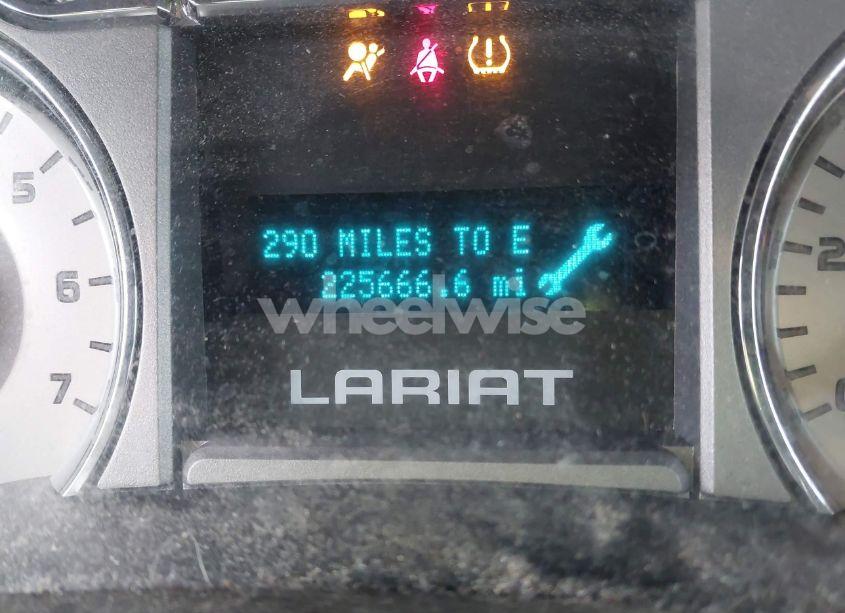 5
6
7
290 MILES TO E
225666.6 mi
wheelwise
LARIAT